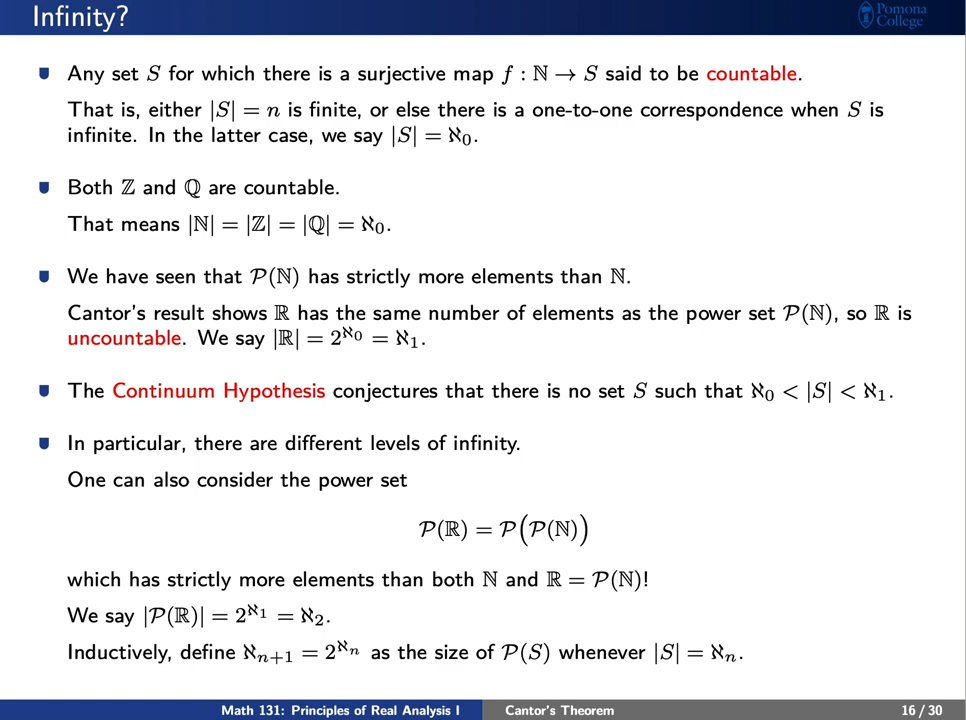 Infinity?
Pomona
College
Any set S for which there is a surjective map f : ℕ → S said to be countable.
That is, either |S| = n is finite, or else there is a one-to-one correspondence when S is
infinite. In the latter case, we say |S| = ℵ₀.
Both ℤ and ℚ are countable.
That means |ℕ| = |ℤ| = |ℚ| = ℵ₀.
We have seen that 𝒫(ℕ) has strictly more elements than ℕ.
Cantor's result shows ℝ has the same number of elements as the power set 𝒫(ℕ), so ℝ is
uncountable. We say |ℝ| = 2^ℵ₀ = ℵ₁.
The Continuum Hypothesis conjectures that there is no set S such that ℵ₀ < |S| < ℵ₁.
In particular, there are different levels of infinity.
One can also consider the power set
𝒫(ℝ) = 𝒫(𝒫(ℕ))
which has strictly more elements than both ℕ and ℝ = 𝒫(ℕ)!
We say |𝒫(ℝ)| = 2^ℵ₁ = ℵ₂.
Inductively, define ℵₙ₊₁ = 2^ℵₙ as the size of 𝒫(S) whenever |S| = ℵₙ.
Math 131: Principles of Real Analysis I
Cantor's Theorem
16 / 30